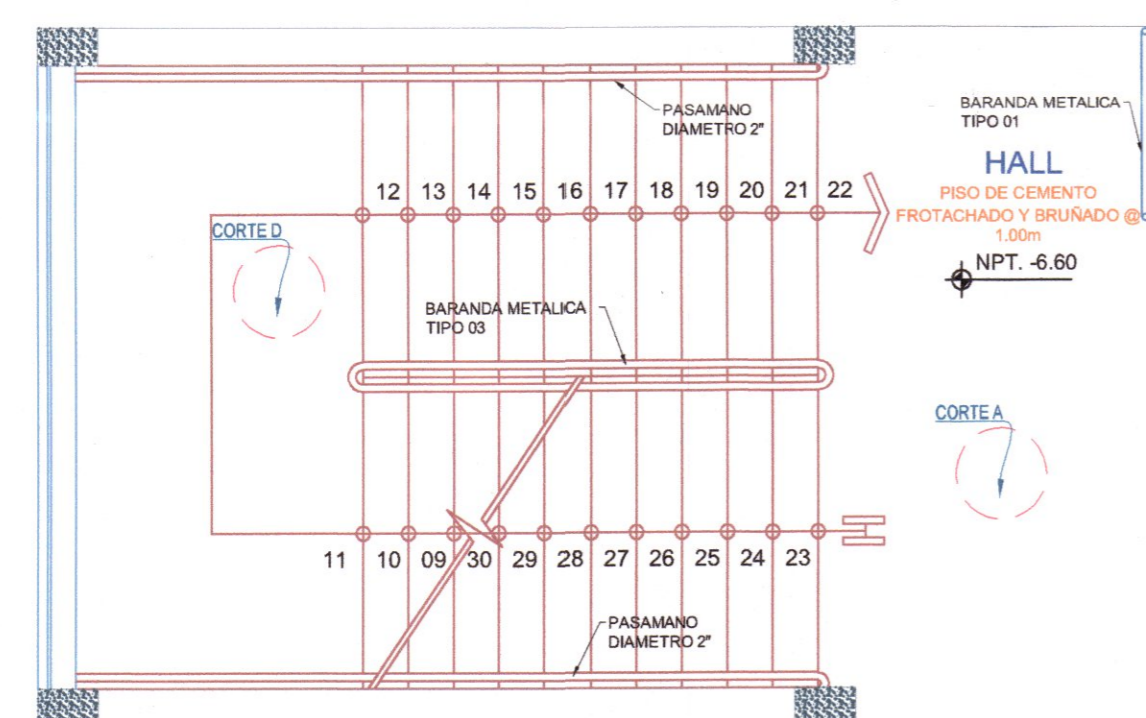 PASAMANO
DIAMETRO 2"
BARANDA METALICA
TIPO 01
HALL
PISO DE CEMENTO
FROTACHADO Y BRUÑADO @
1.00m
NPT. -6.60
12 13 14 15 16 17 18 19 20 21 22
CORTE D
BARANDA METALICA
TIPO 03
CORTE A
11 10 09 30 29 28 27 26 25 24 23
PASAMANO
DIAMETRO 2"